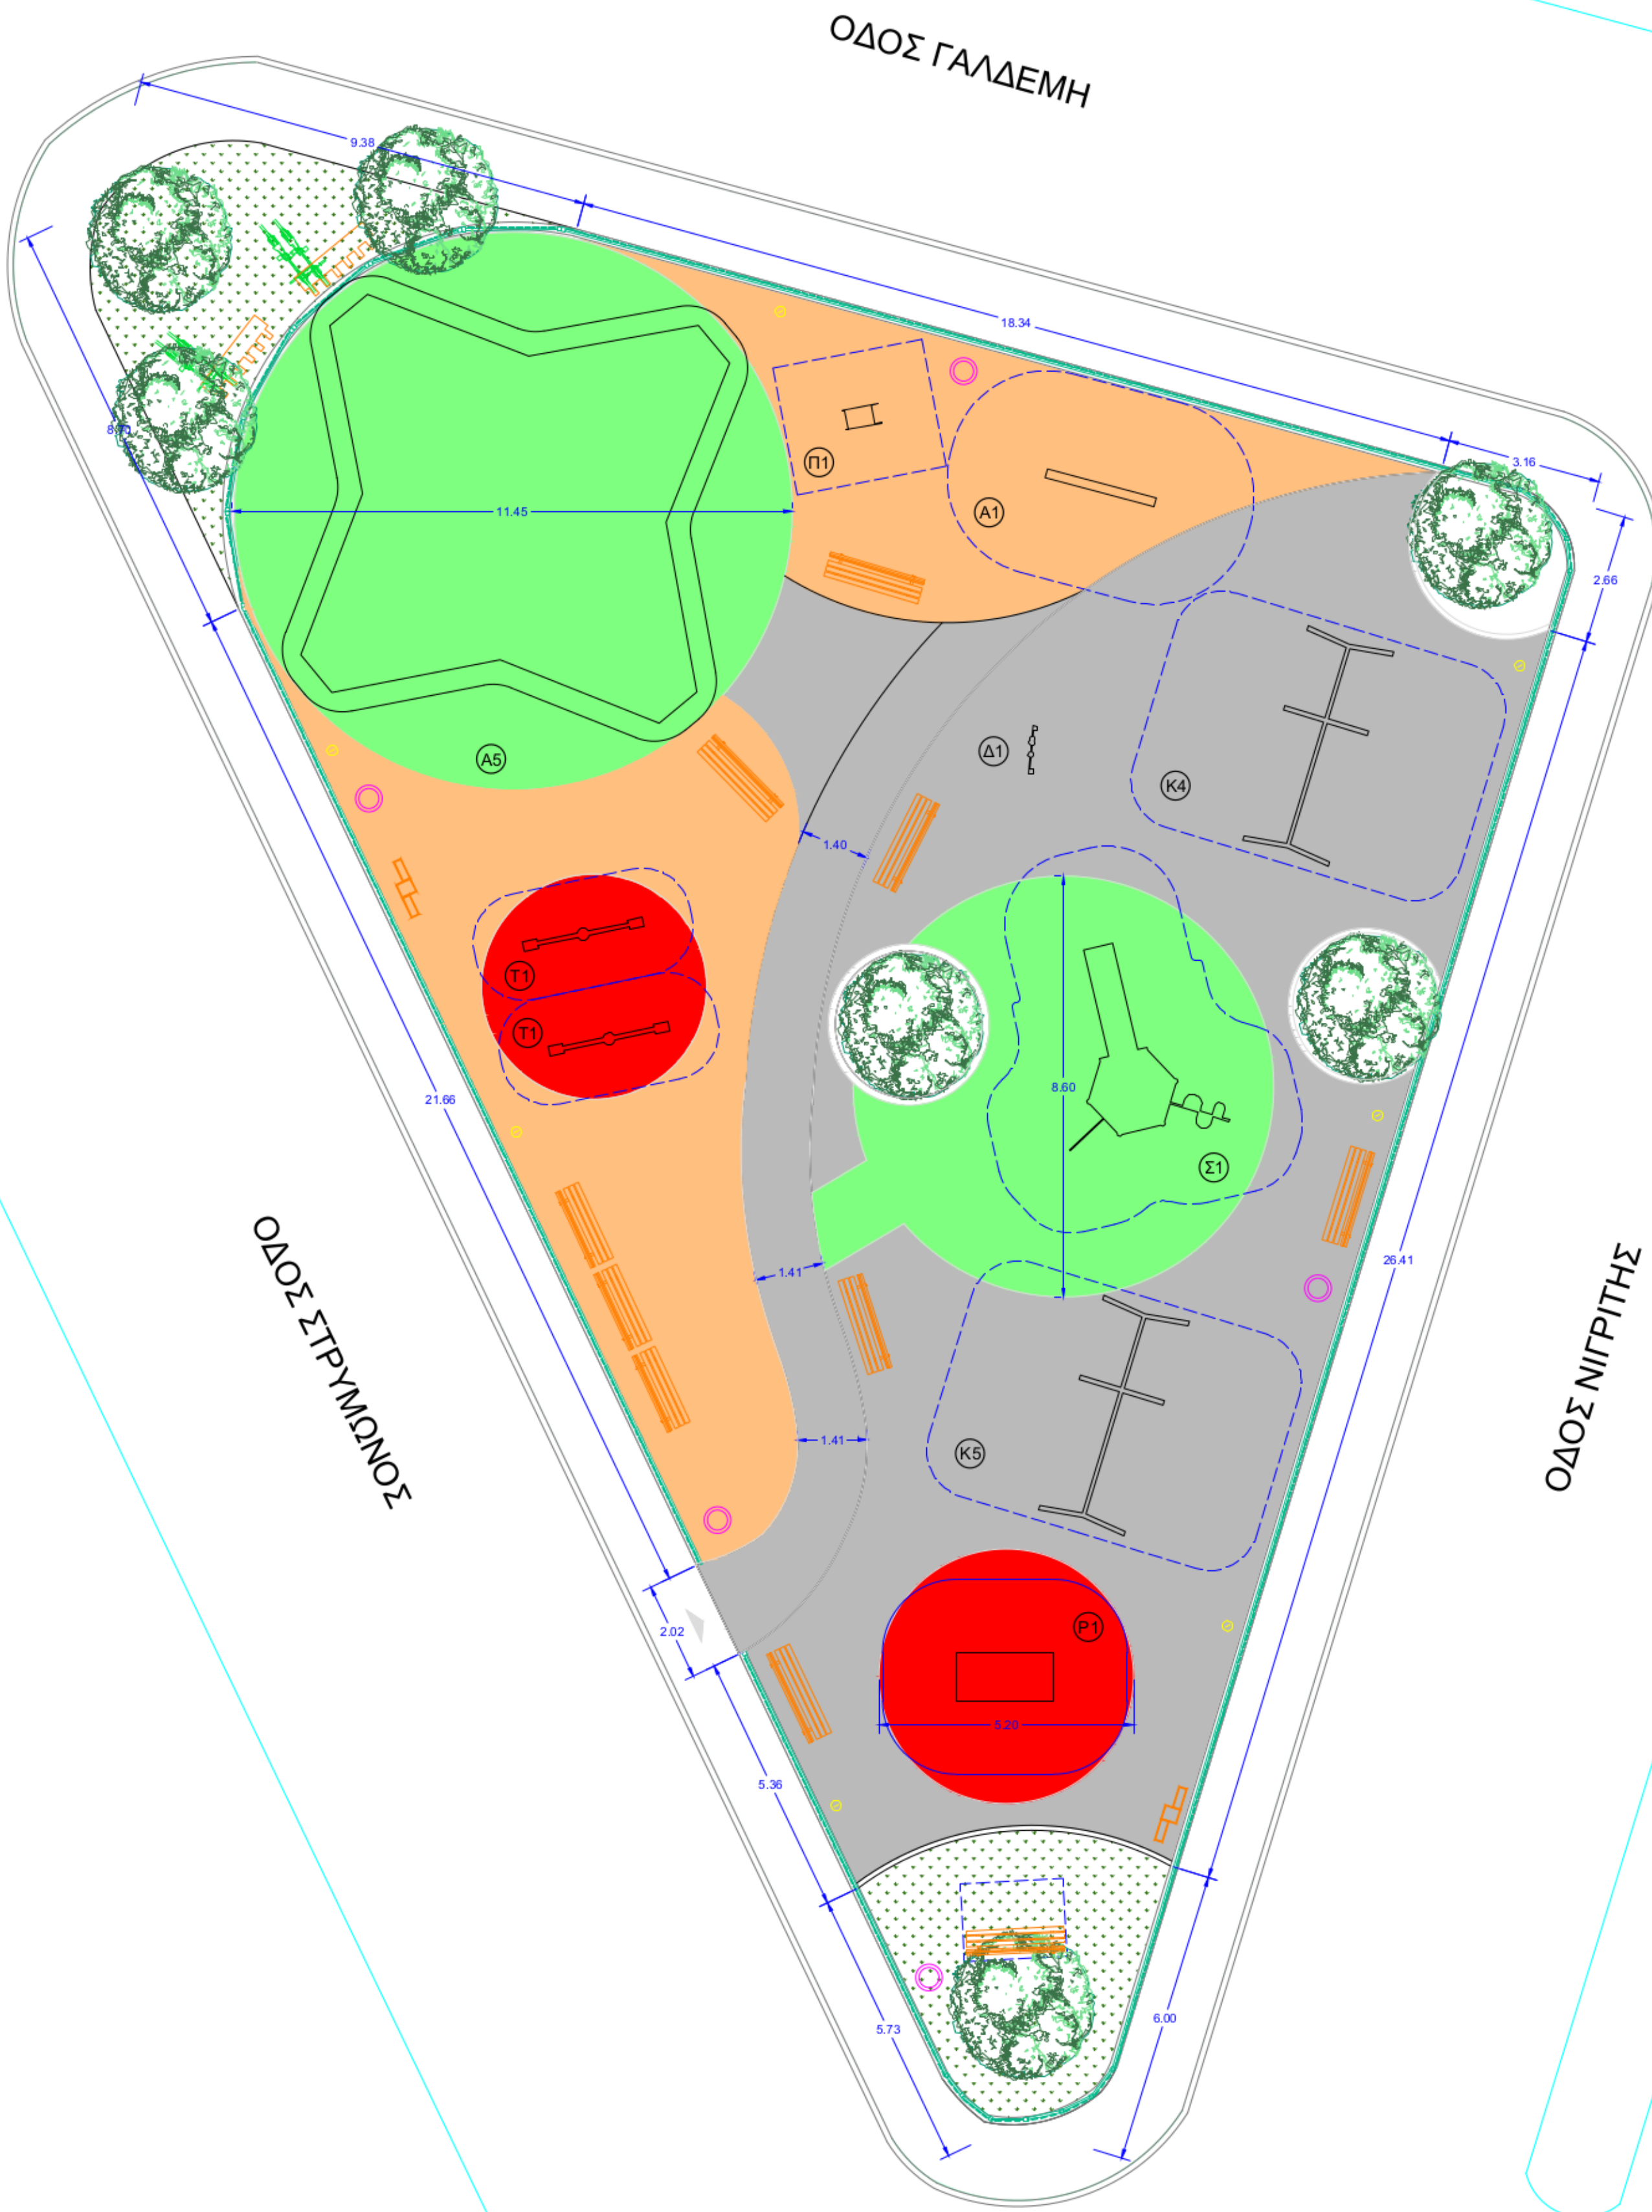 ΟΔΟΣ ΓΑΛΔΕΜΗ
9.38
18.34
3.16
8.70
2.66
Π1
Α1
11.45
Δ1
Α5
Κ4
1.40
Τ1
Τ1
21.66
8.60
Σ1
ΟΔΟΣ ΣΤΡΥΜΩΝΟΣ
1.41
26.41
ΟΔΟΣ ΝΙΓΡΙΤΗΣ
1.41
Κ5
2.02
Ρ1
5.20
5.36
5.73
6.00